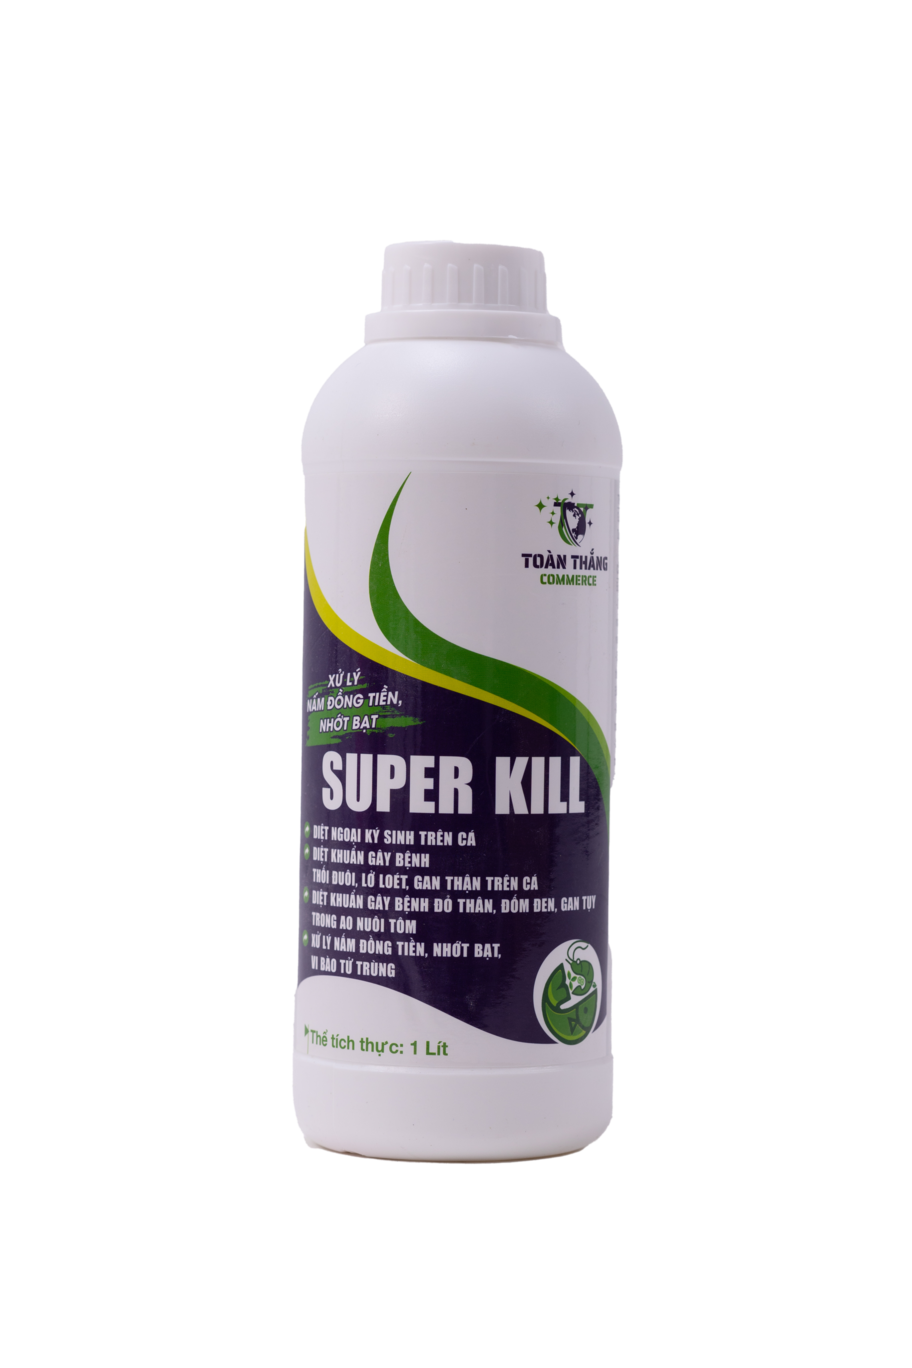 TOÀN THẮNG
COMMERCE
XỬ LÝ
NẤM ĐỒNG TIỀN,
NHỚT BẠT
SUPER KILL
DIỆT NGOẠI KÝ SINH TRÊN CÁ
DIỆT KHUẨN GÂY BỆNH
THỐI ĐUÔI, LỞ LOÉT, GAN THẬN TRÊN CÁ
DIỆT KHUẨN GÂY BỆNH ĐỎ THÂN, ĐỐM ĐEN, GAN TỤY
TRONG AO NUÔI TÔM
XỬ LÝ NẤM ĐỒNG TIỀN, NHỚT BẠT,
VI BÀO TỬ TRÙNG
Thể tích thực: 1 Lít